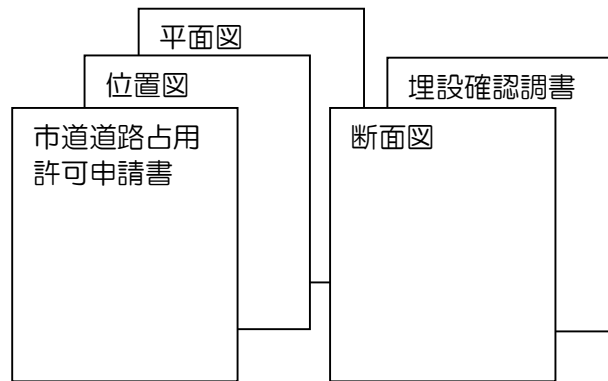 平面図
位置図
埋設確認調書
市道道路占用
許可申請書
断面図